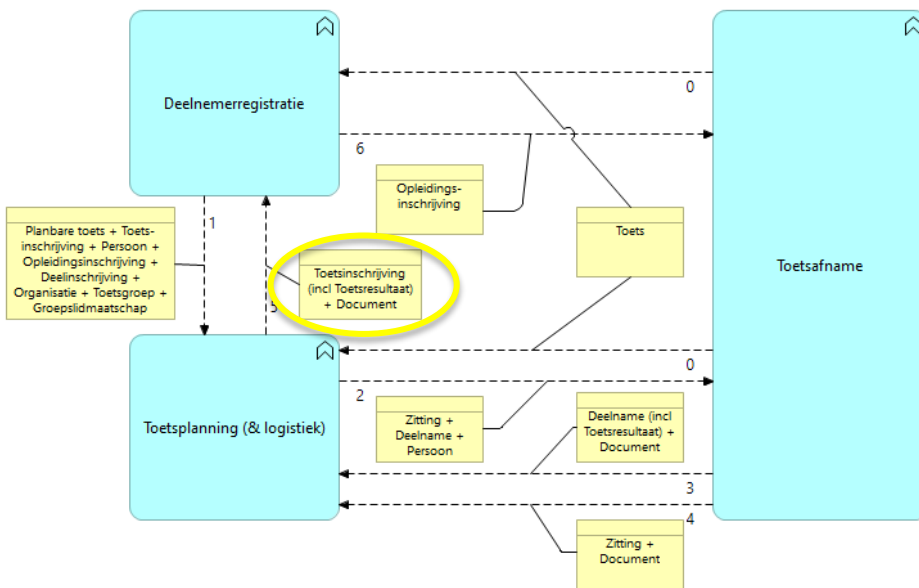 Deelnemerregistratie
0
6
Opleidings-
inschrijving
1
Planbare toets + Toets-
inschrijving + Persoon +
Opleidingsinschrijving +
Deelinschrijving +
Organisatie + Toetsgroep +
Groepslidmaatschap
Toets
Toetsafname
Toetsinschrijving
(incl Toetsresultaat)
+ Document
5
Toetsplanning (& logistiek)
0
2
Zitting +
Deelname +
Persoon
Deelname (incl
Toetsresultaat) +
Document
3
4
Zitting +
Document